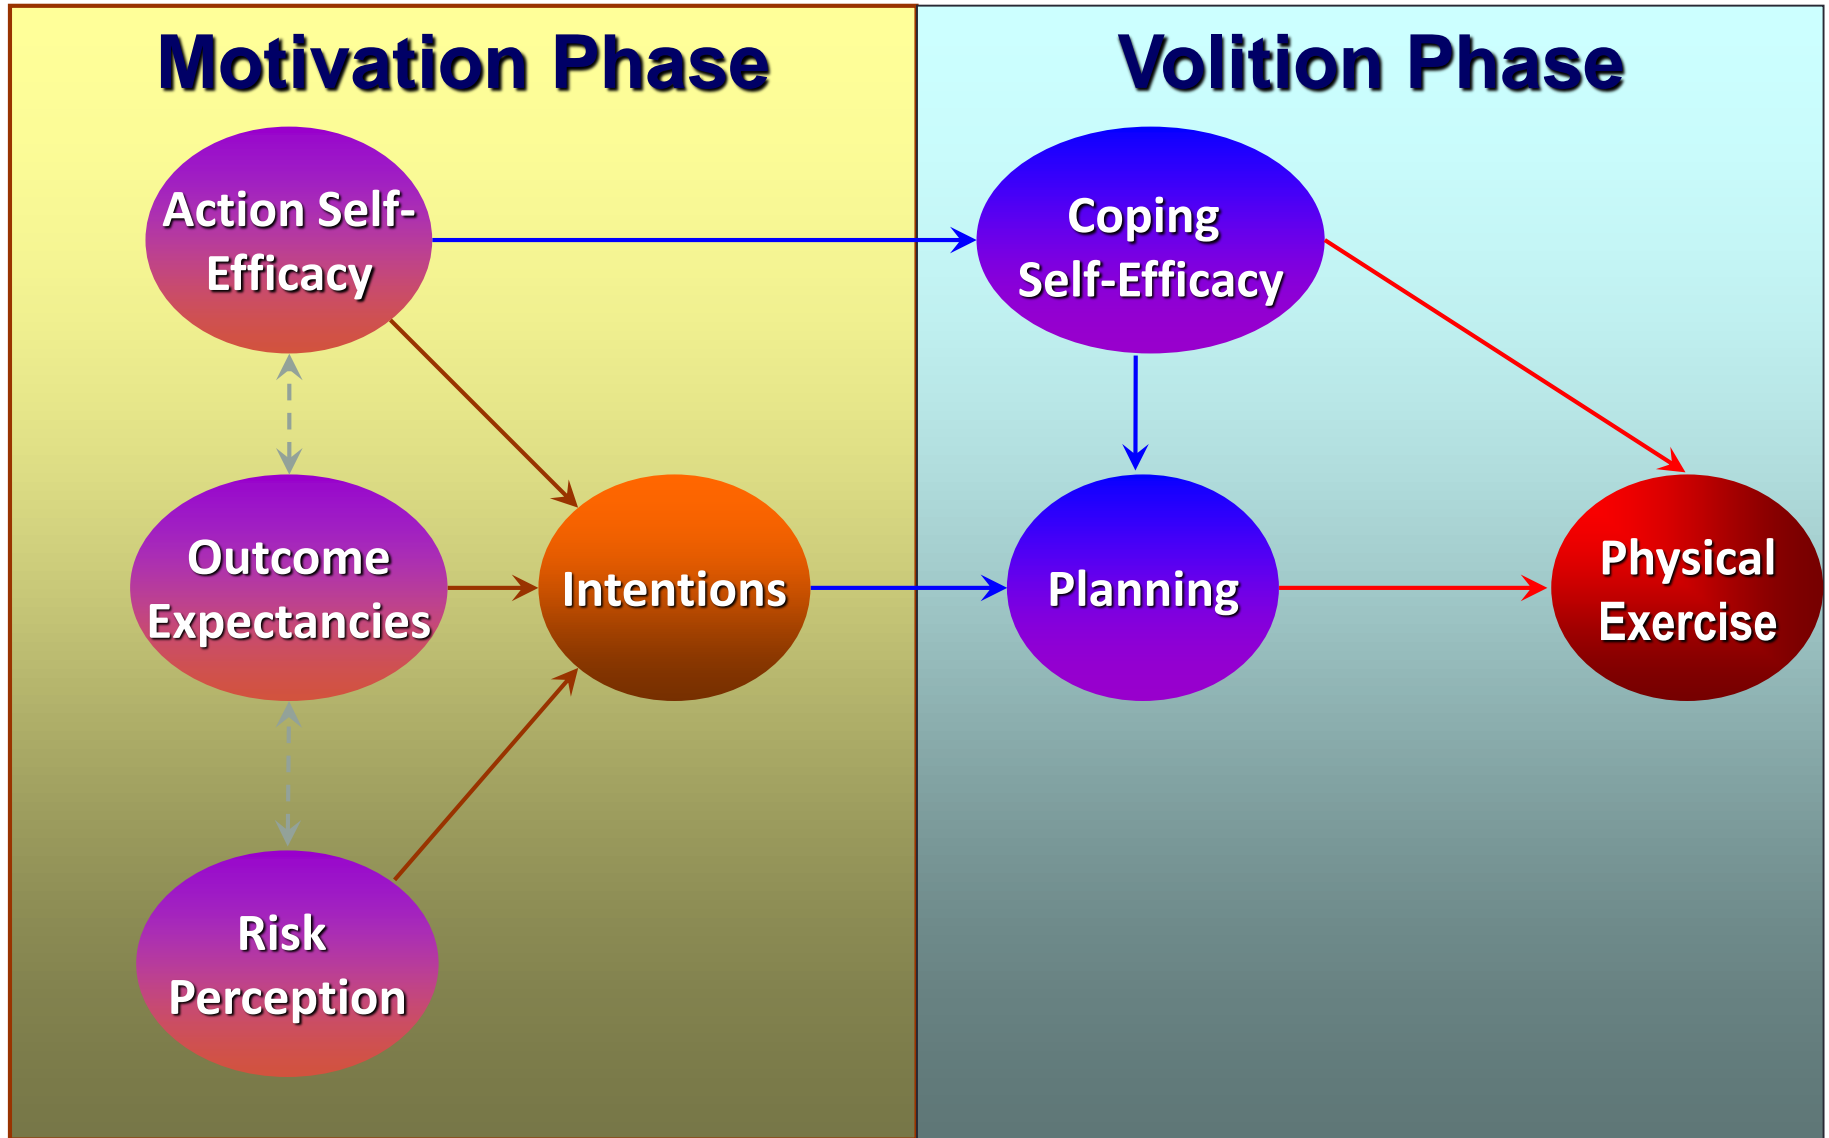 Motivation Phase
Volition Phase
Action Self-
Efficacy
Coping
Self-Efficacy
Outcome
Expectancies
Intentions
Planning
Physical
Exercise
Risk
Perception